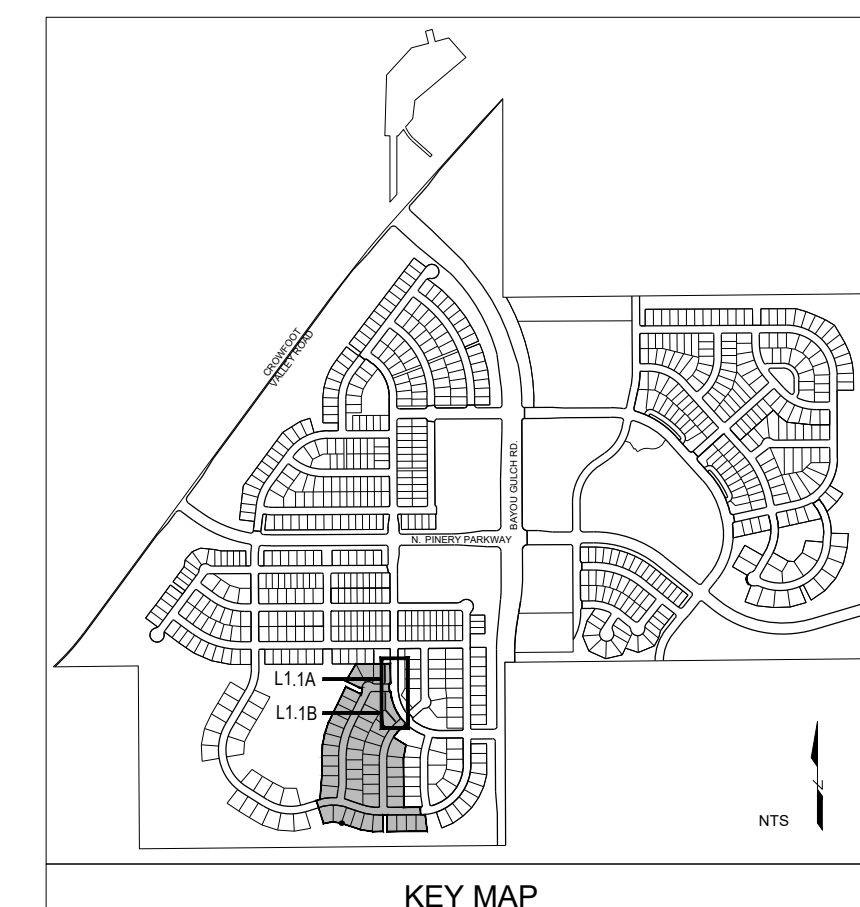 CROWFOOT
VALLEY ROAD
BAYOU GULCH RD.
N. PINERY PARKWAY
L1.1A
L1.1B
NTS
Z
KEY MAP